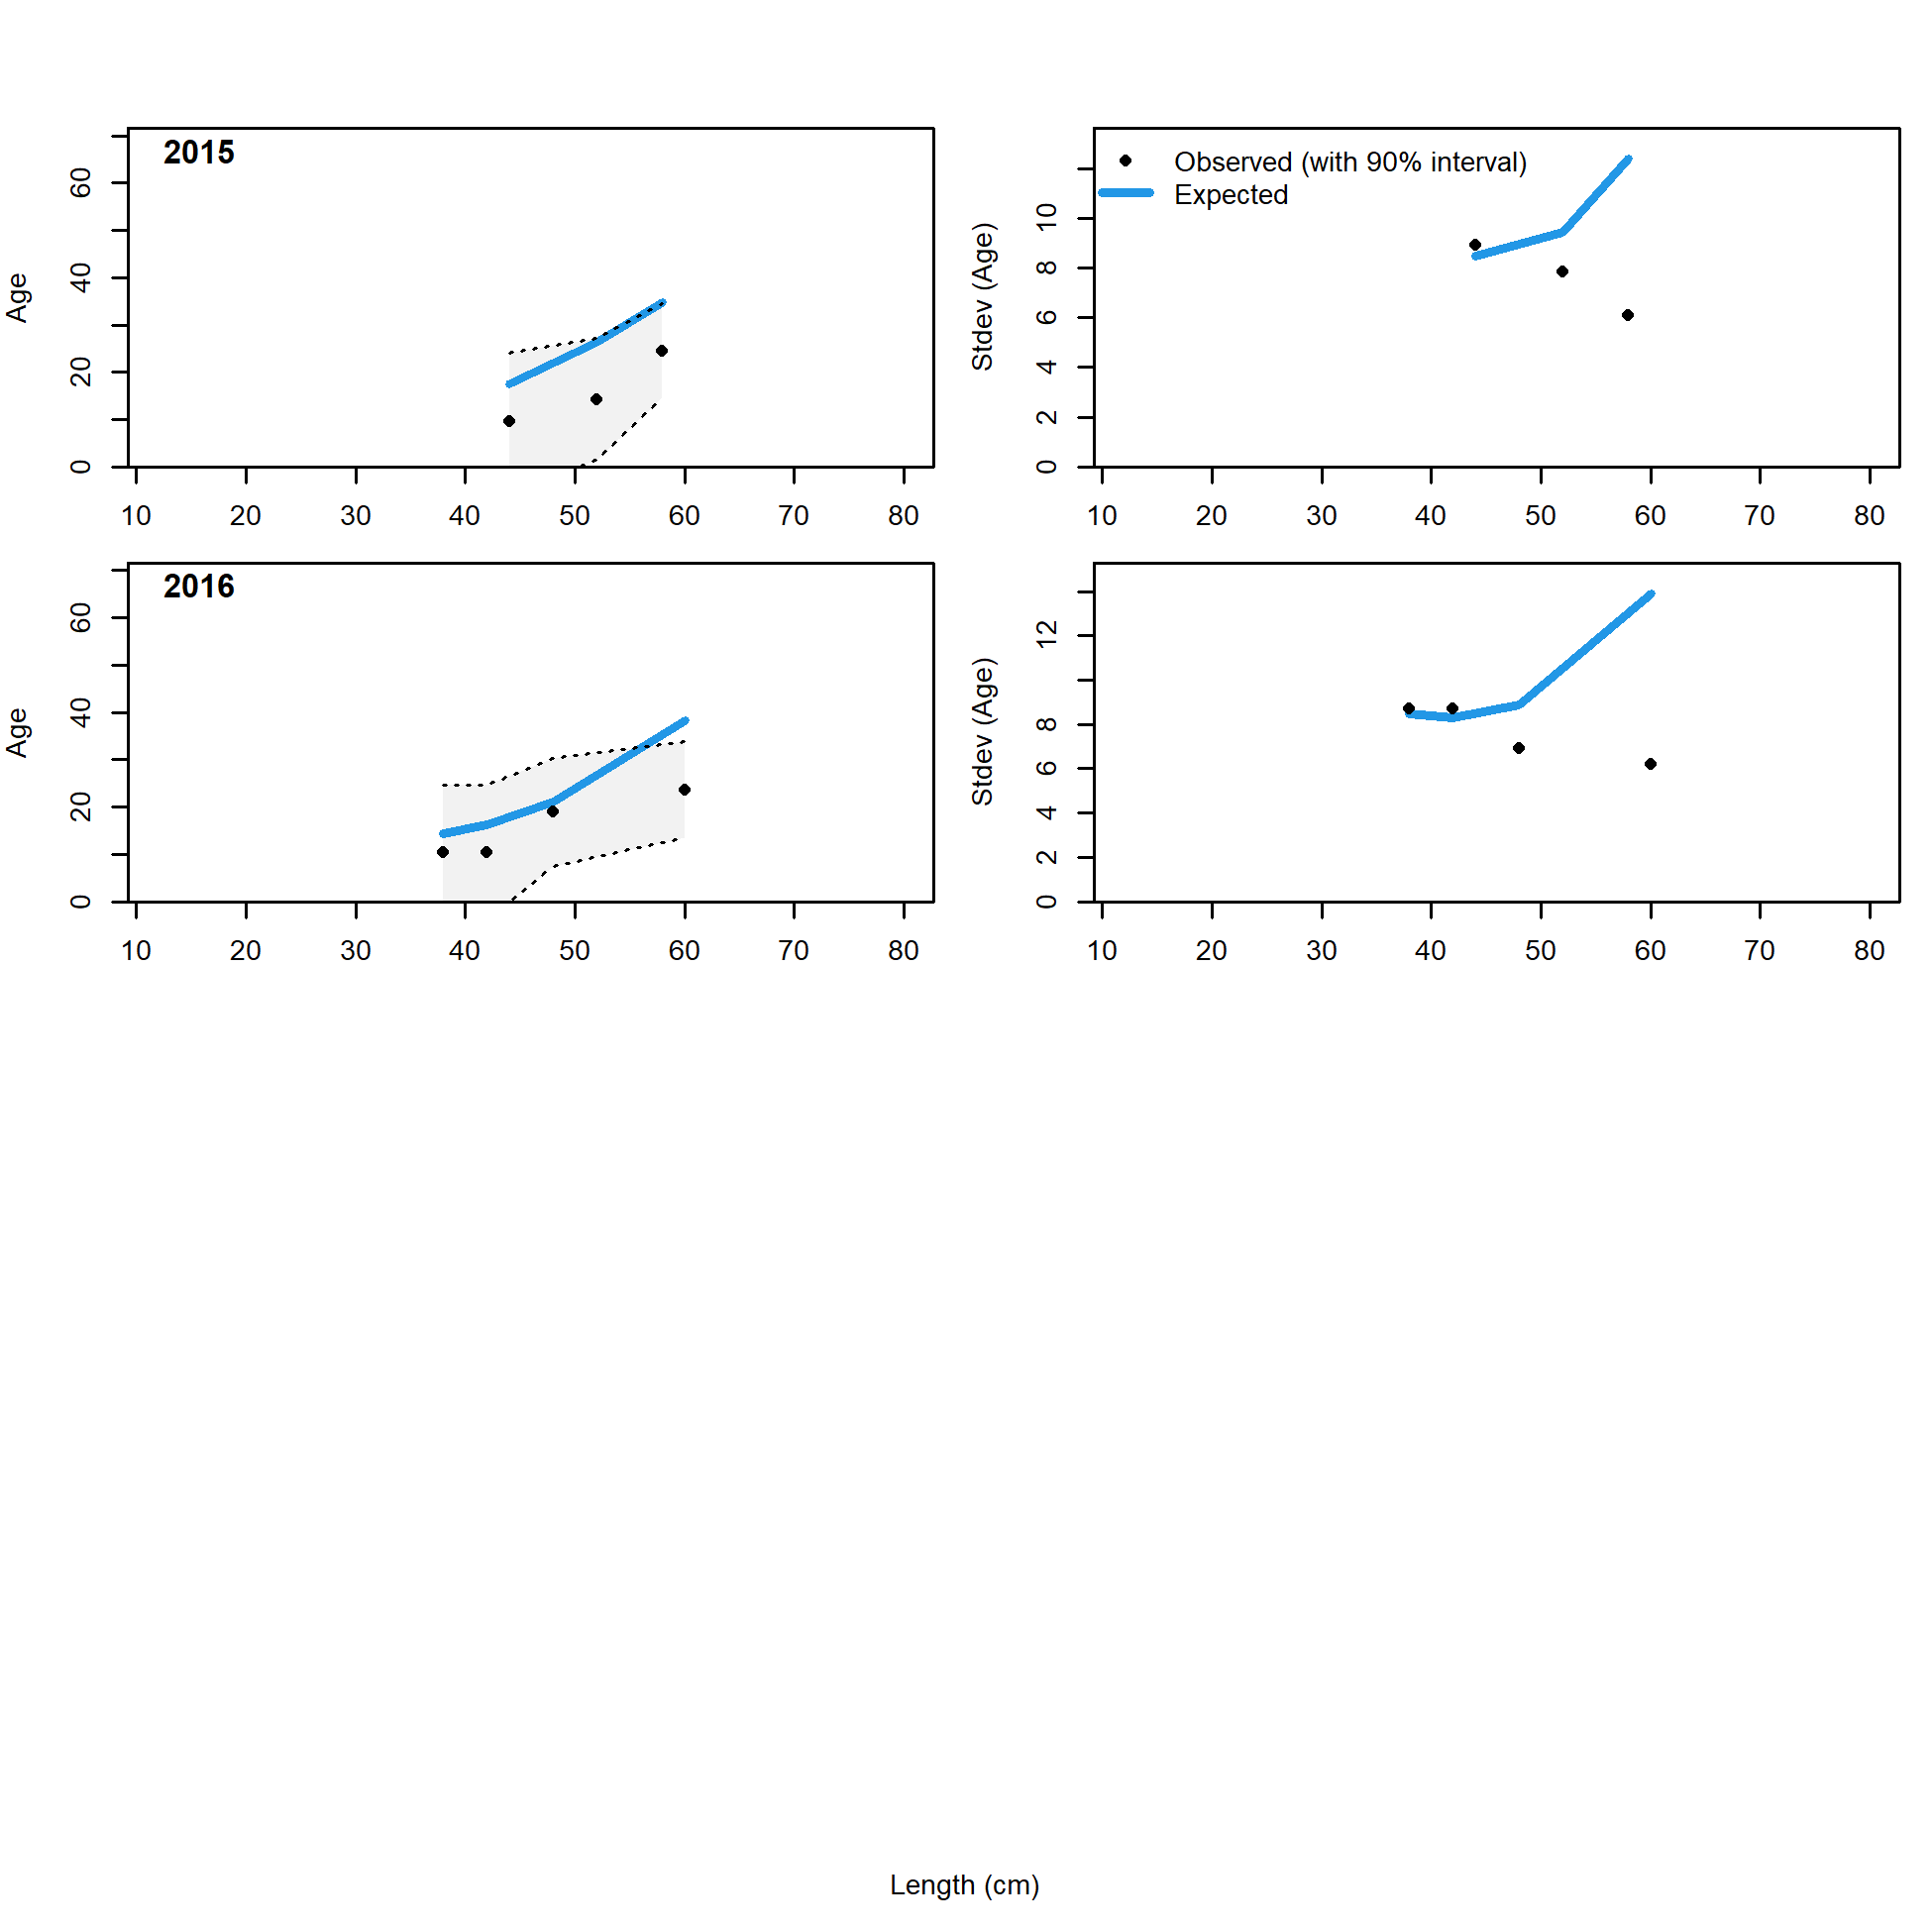 2015
Age
0 20 40 60
10 20 30 40 50 60 70 80
Observed (with 90% interval)
Expected
Stdev (Age)
0 2 4 6 8 10
10 20 30 40 50 60 70 80
2016
Age
0 20 40 60
10 20 30 40 50 60 70 80
Stdev (Age)
0 2 4 6 8 12
10 20 30 40 50 60 70 80
Length (cm)